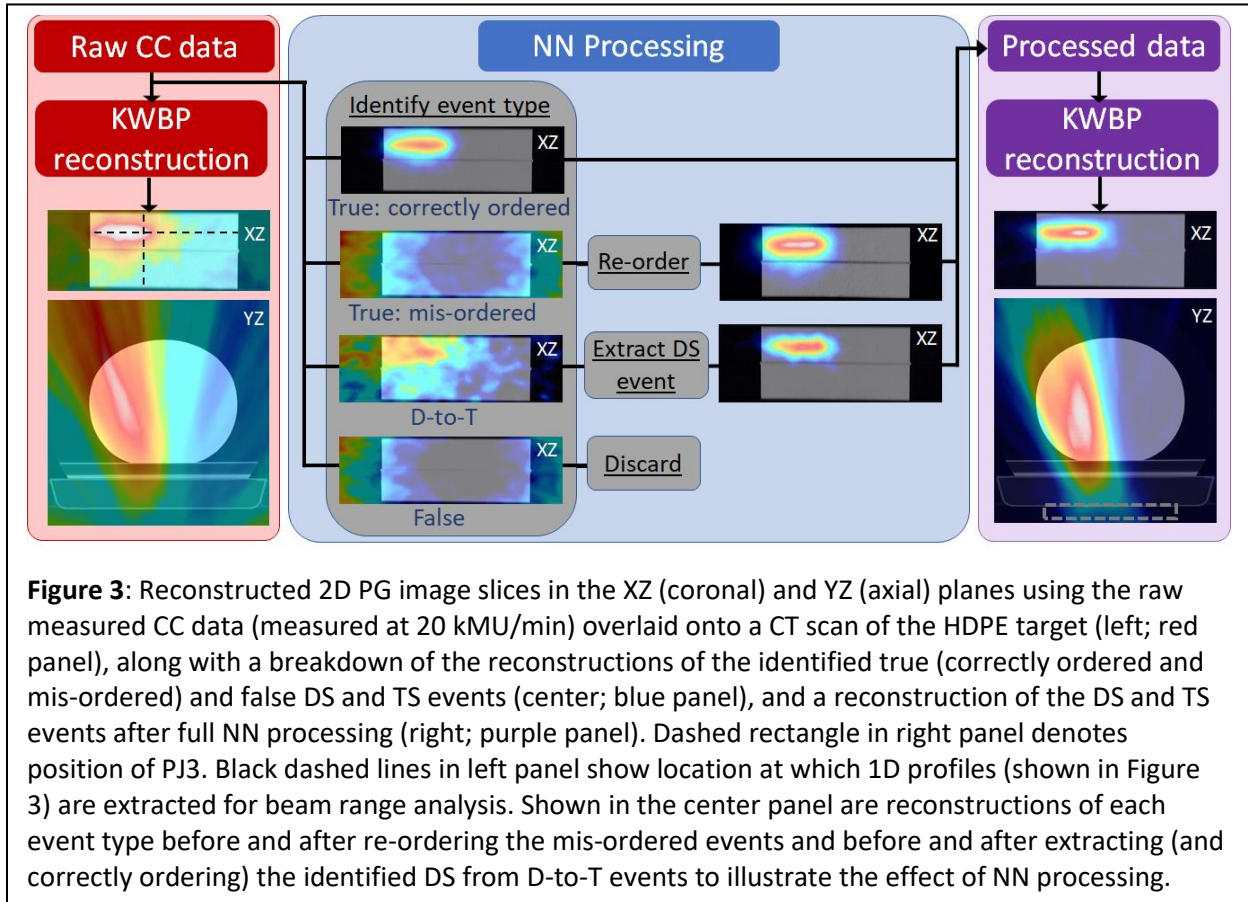 Raw CC data
KWBP
reconstruction
XZ
YZ
NN Processing
Identify event type
XZ
True: correctly ordered
XZ
True: mis-ordered
XZ
D-to-T
XZ
False
Re-order
XZ
Extract DS
event
XZ
Discard
Processed data
KWBP
reconstruction
XZ
YZ
Figure 3: Reconstructed 2D PG image slices in the XZ (coronal) and YZ (axial) planes using the raw
measured CC data (measured at 20 kMU/min) overlaid onto a CT scan of the HDPE target (left; red
panel), along with a breakdown of the reconstructions of the identified true (correctly ordered and
mis-ordered) and false DS and TS events (center; blue panel), and a reconstruction of the DS and TS
events after full NN processing (right; purple panel). Dashed rectangle in right panel denotes
position of PJ3. Black dashed lines in left panel show location at which 1D profiles (shown in Figure
3) are extracted for beam range analysis. Shown in the center panel are reconstructions of each
event type before and after re-ordering the mis-ordered events and before and after extracting (and
correctly ordering) the identified DS from D-to-T events to illustrate the effect of NN processing.